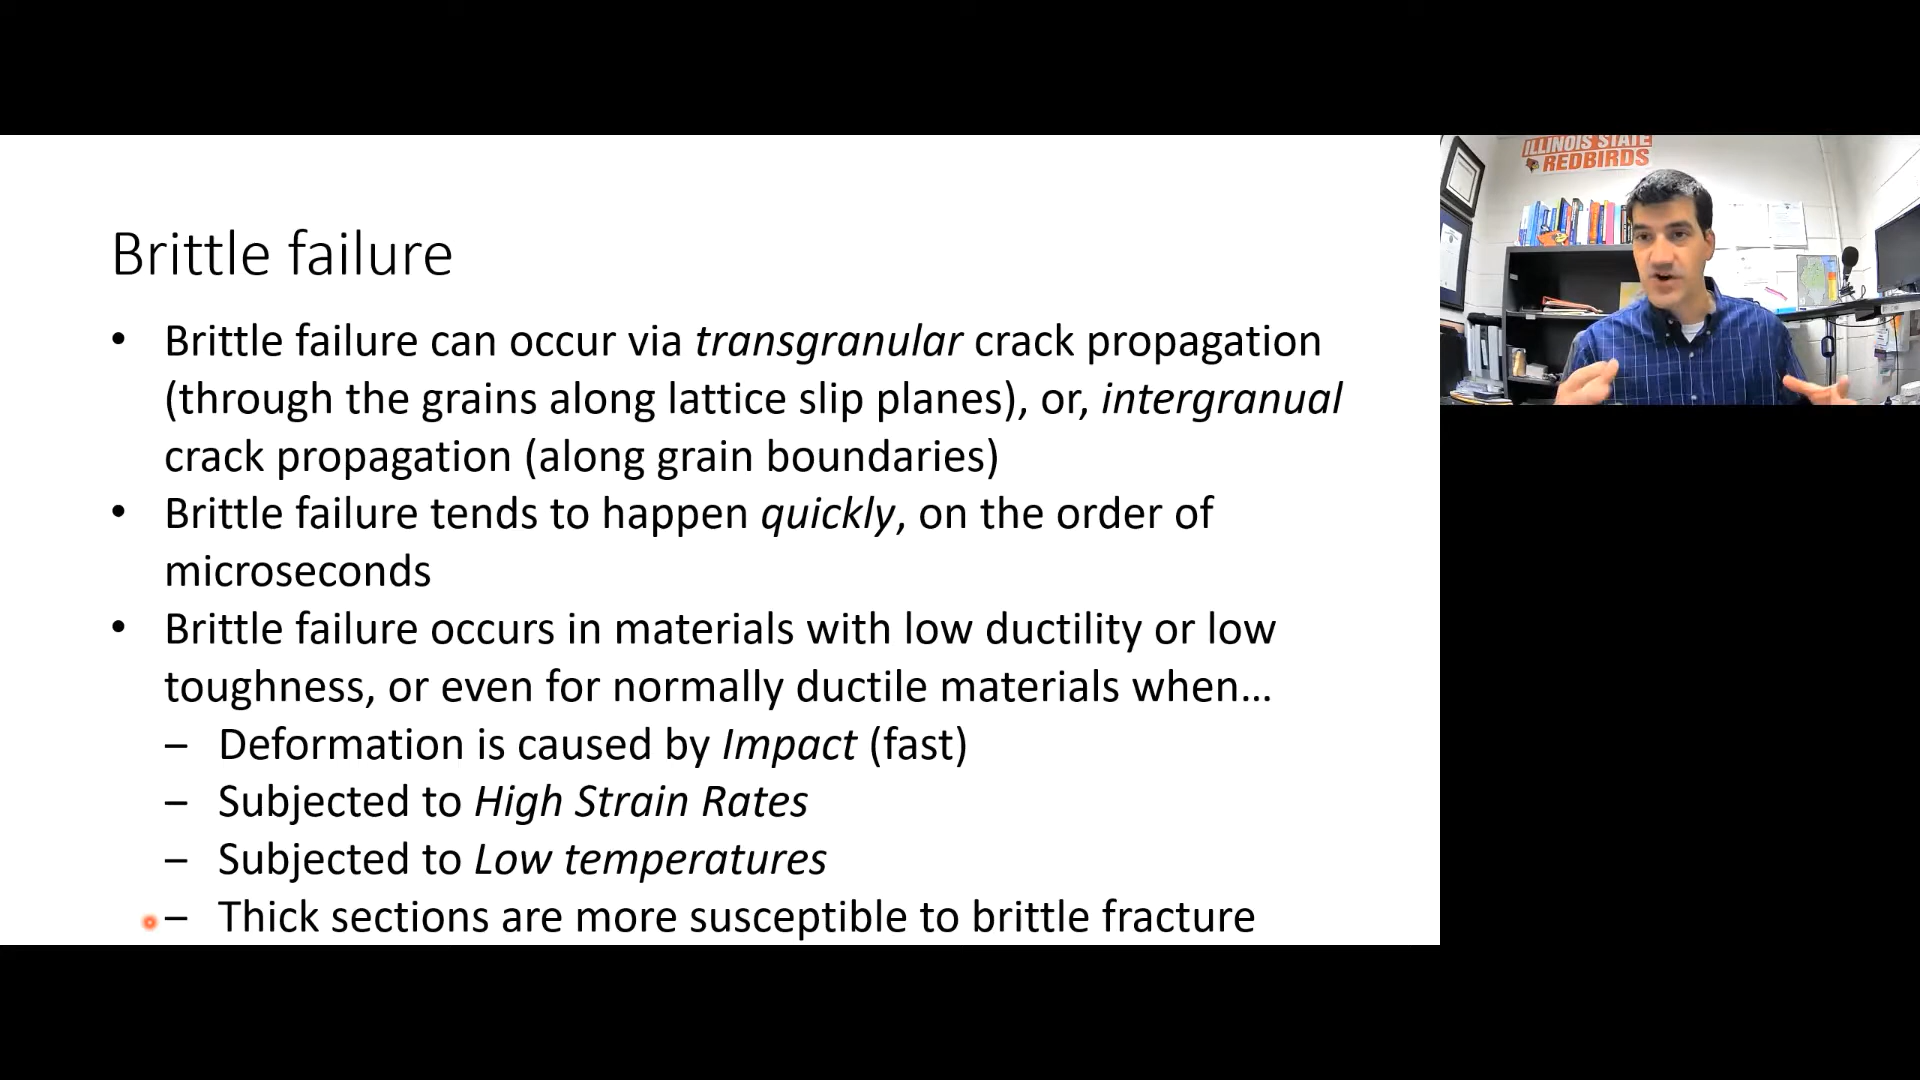 Brittle failure
• Brittle failure can occur via transgranular crack propagation
(through the grains along lattice slip planes), or, intergranual
crack propagation (along grain boundaries)
• Brittle failure tends to happen quickly, on the order of
microseconds
• Brittle failure occurs in materials with low ductility or low
toughness, or even for normally ductile materials when…
– Deformation is caused by Impact (fast)
– Subjected to High Strain Rates
– Subjected to Low temperatures
– Thick sections are more susceptible to brittle fracture
ILLINOIS STATE
REDBIRDS